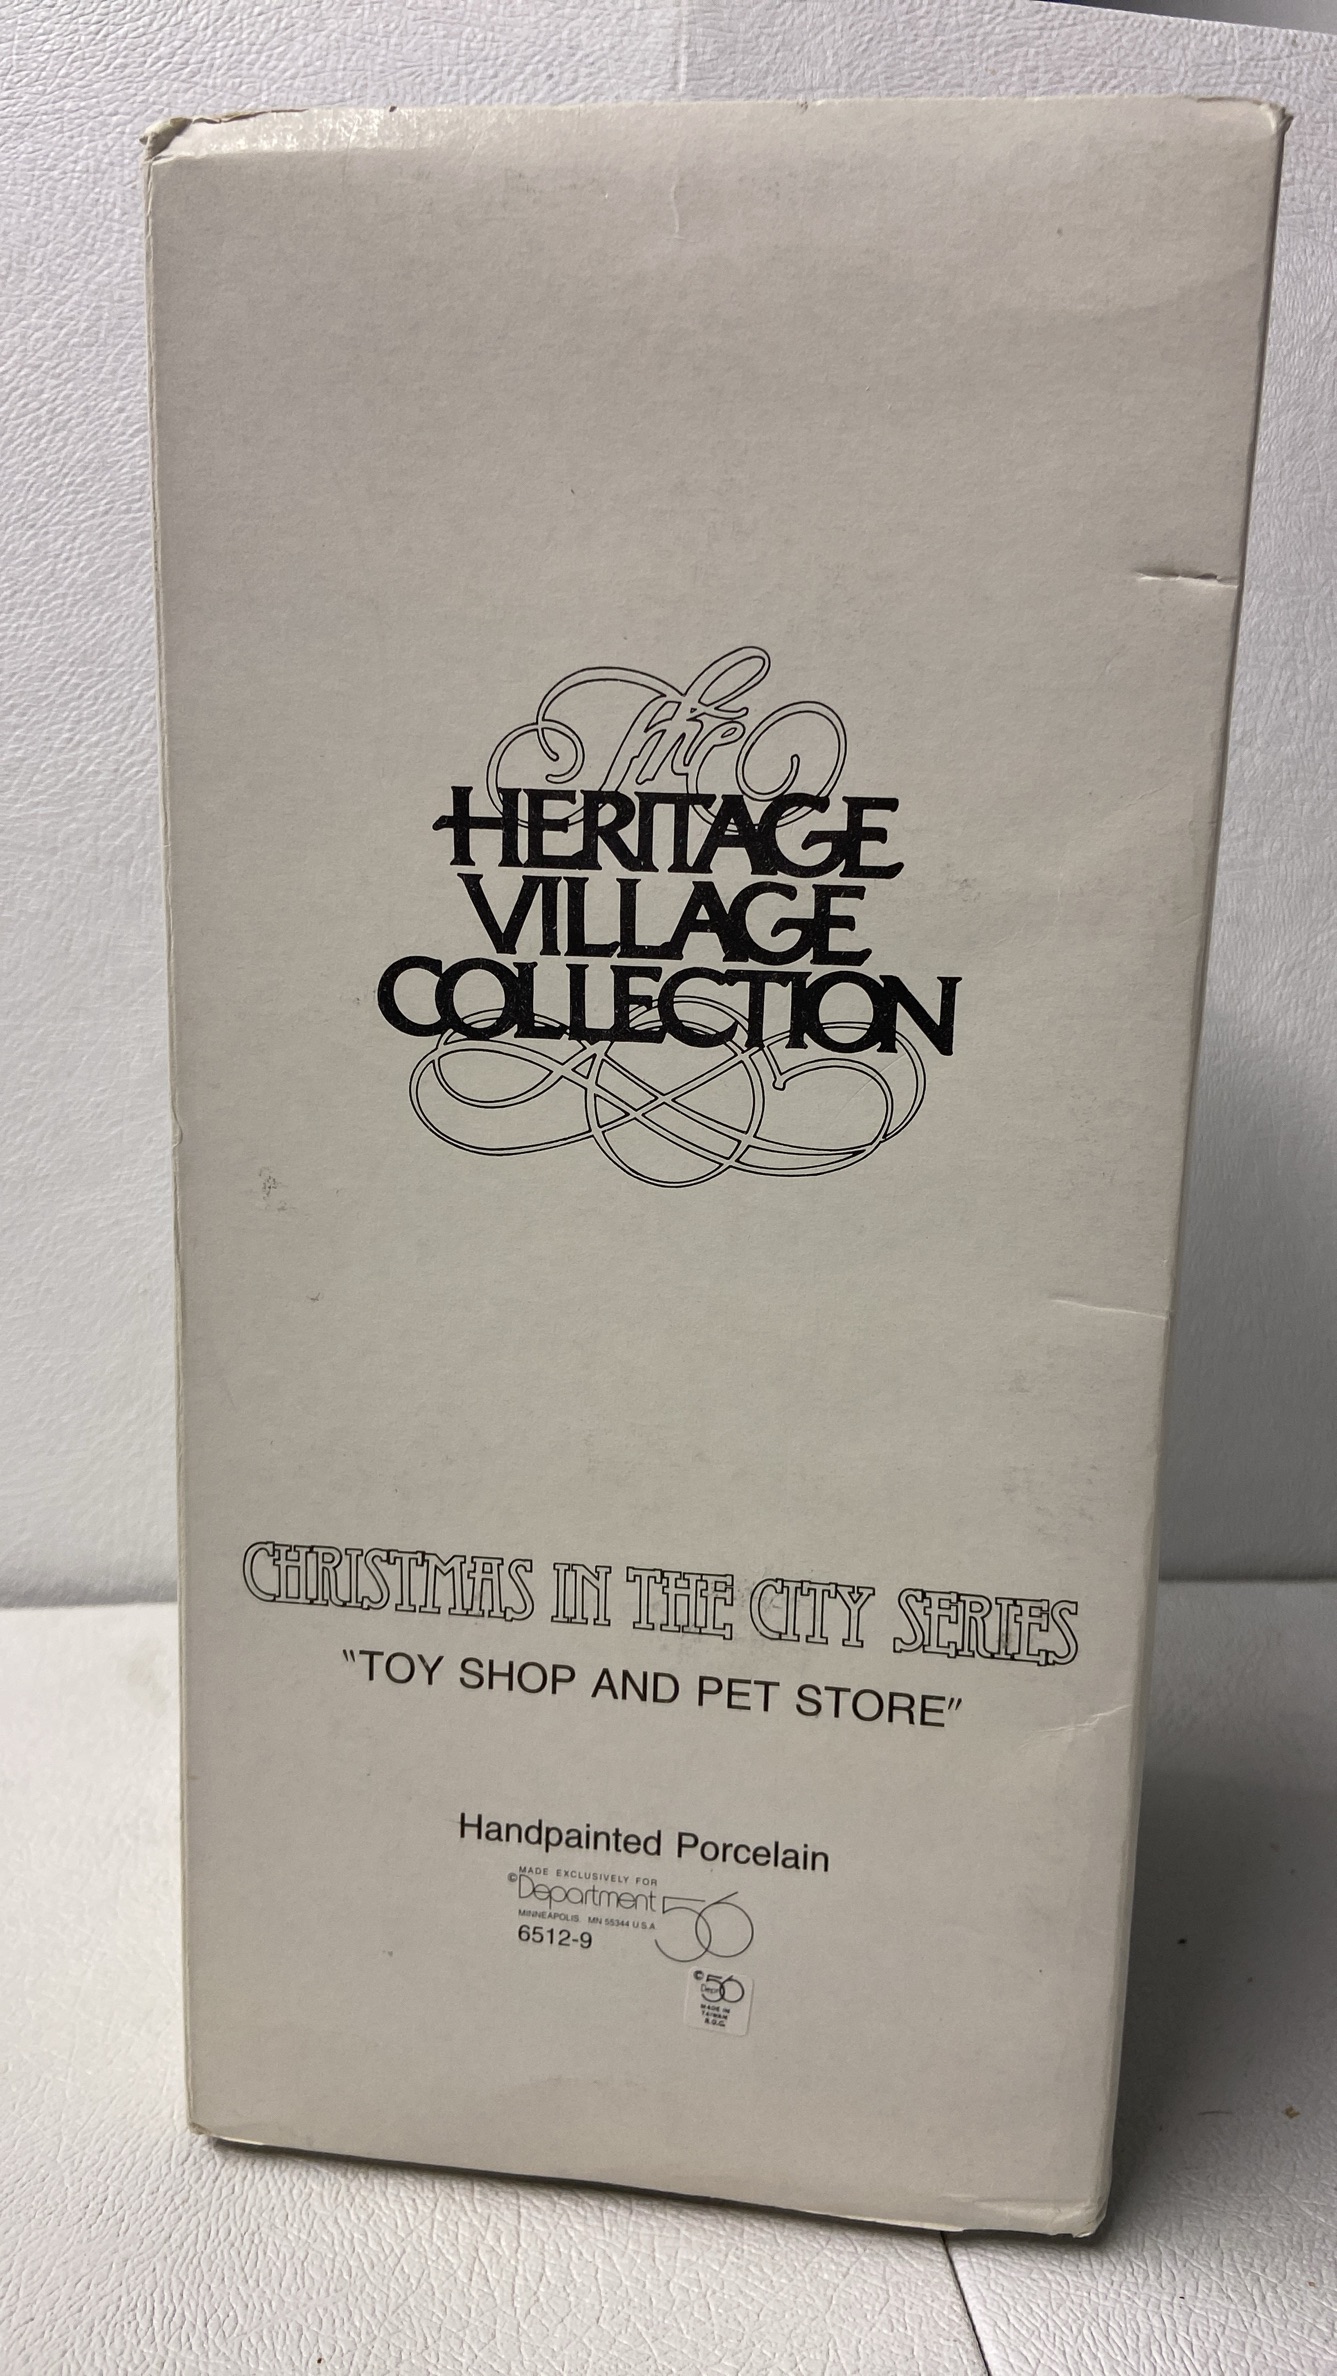 The
HERITAGE
VILLAGE
COLLECTION
CHRISTMAS IN THE CITY SERIES
"TOY SHOP AND PET STORE"
Handpainted Porcelain
MADE EXCLUSIVELY FOR
©Department 56
MINNEAPOLIS MN 55344 U.S.A
6512-9
©56
Dept
MADE IN
TAIWAN
R.O.C.